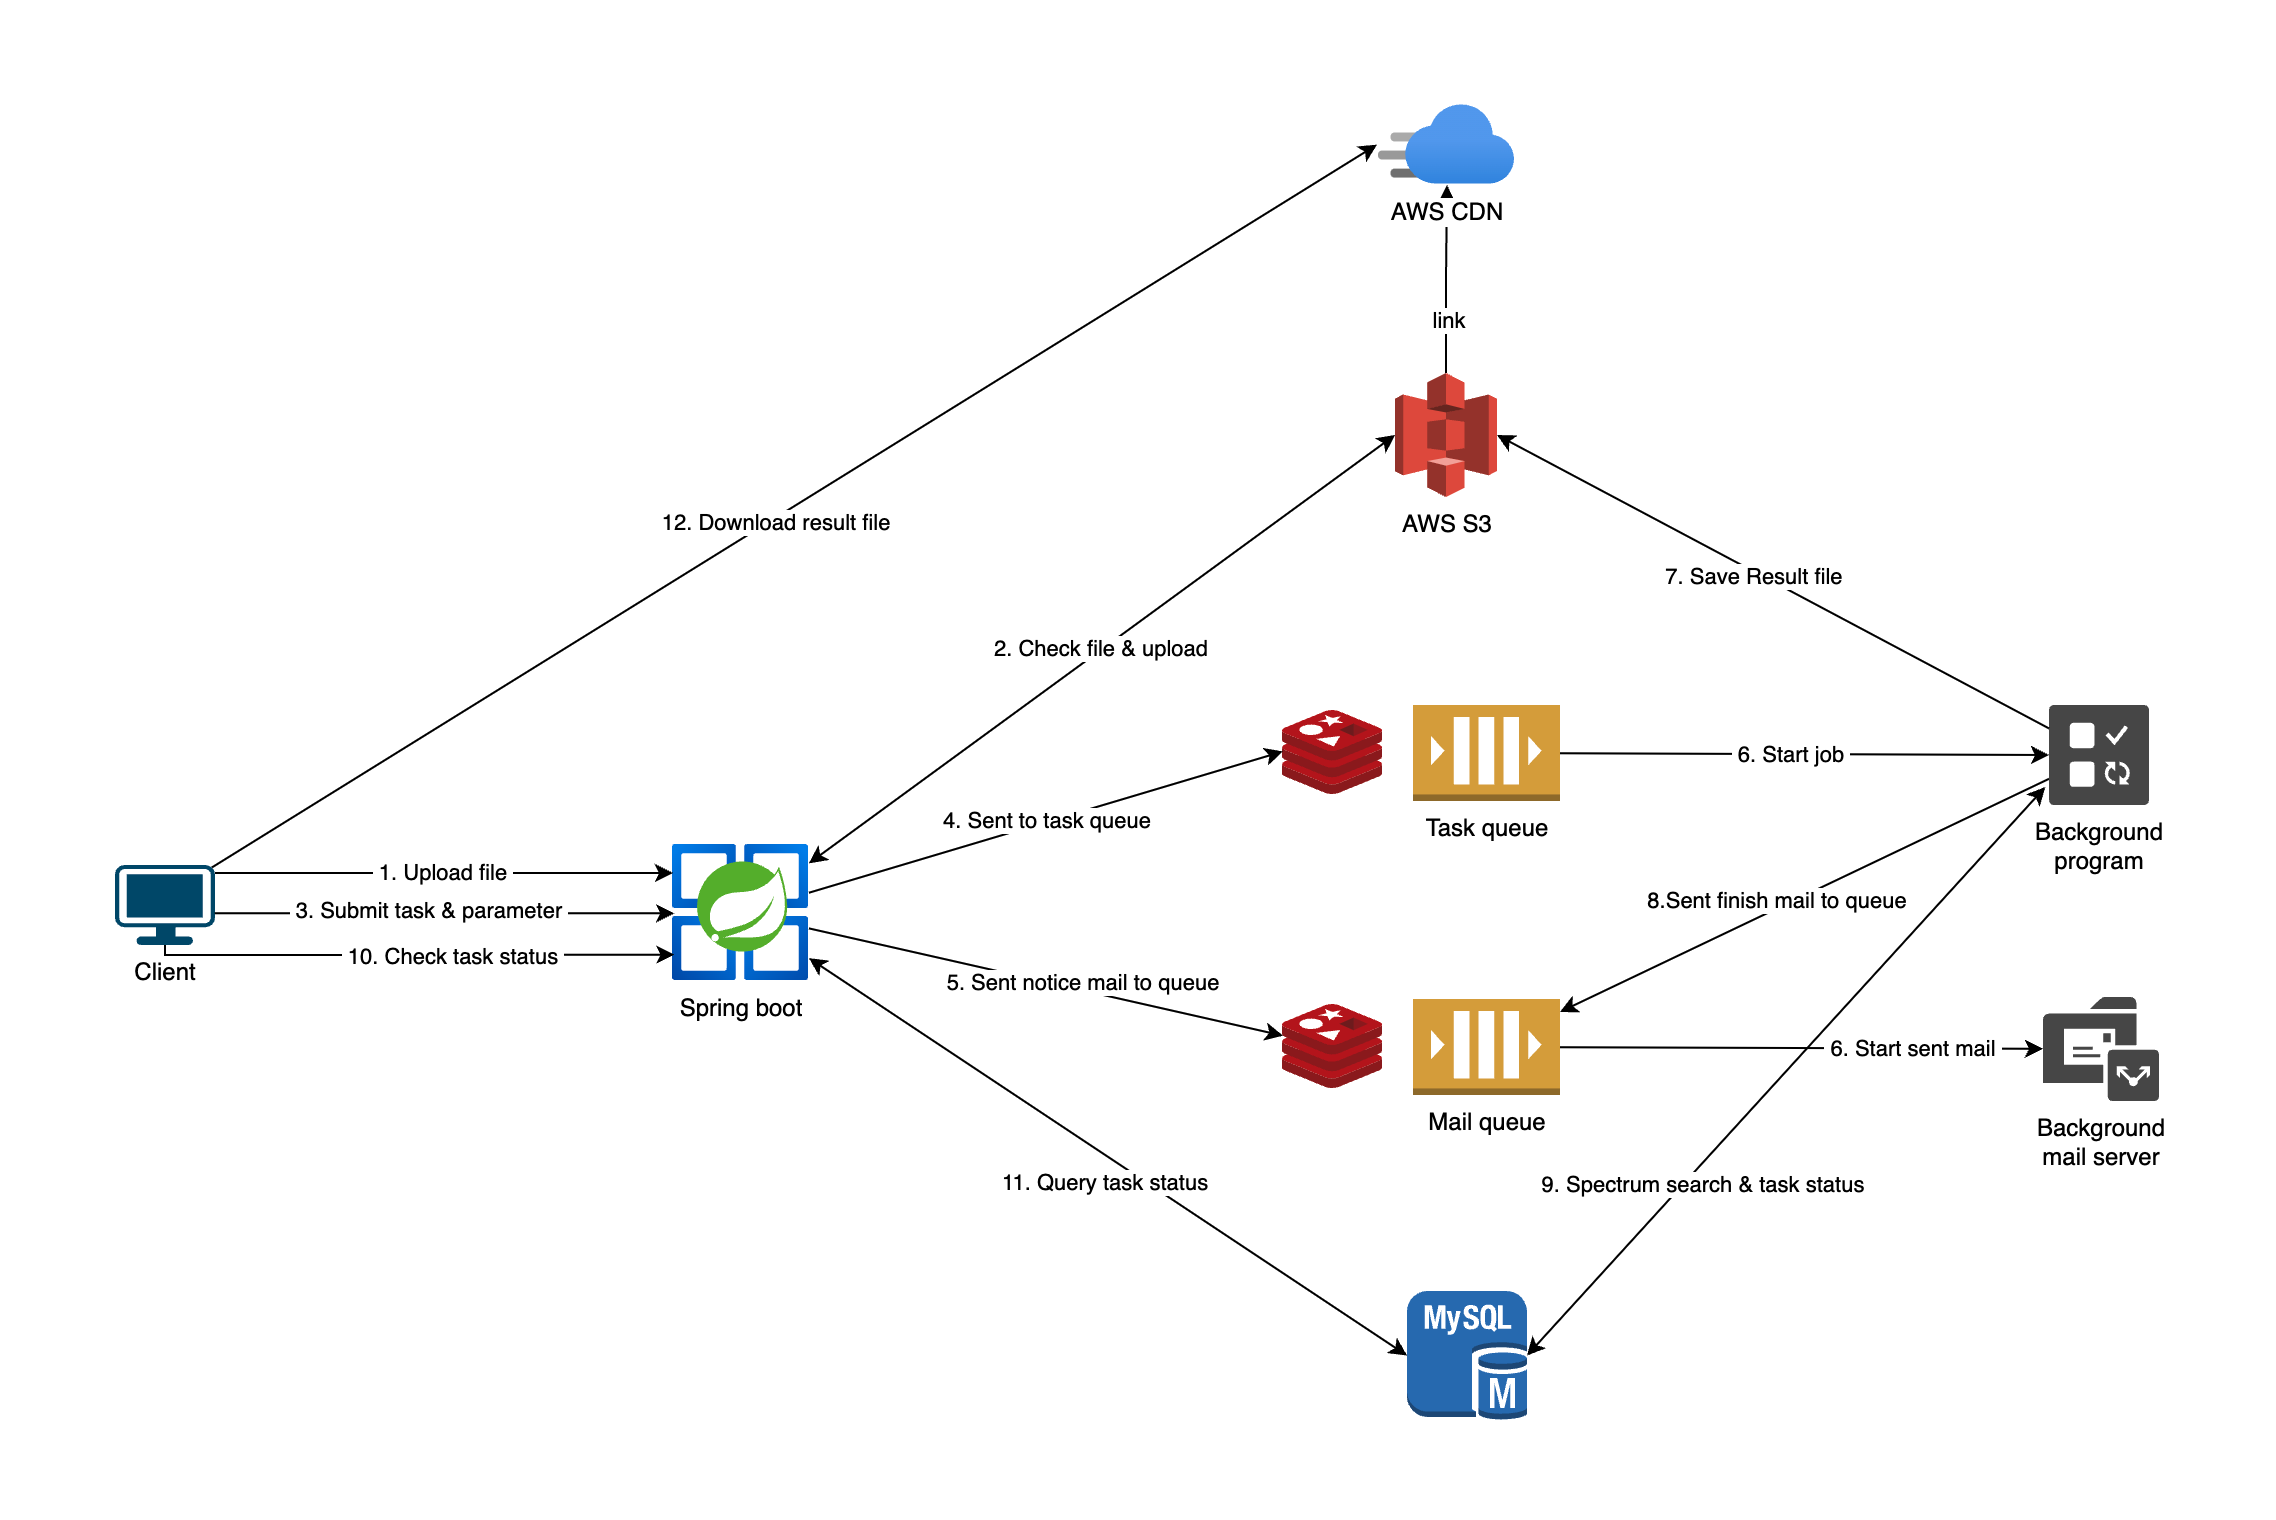 AWS CDN
link
12. Download result file
AWS S3
7. Save Result file
2. Check file & upload
6. Start job
4. Sent to task queue
Task queue
Background
program
1. Upload file
3. Submit task & parameter
10. Check task status
Client
Spring boot
8.Sent finish mail to queue
5. Sent notice mail to queue
6. Start sent mail
Mail queue
Background
mail server
11. Query task status
9. Spectrum search & task status
MySQL
M